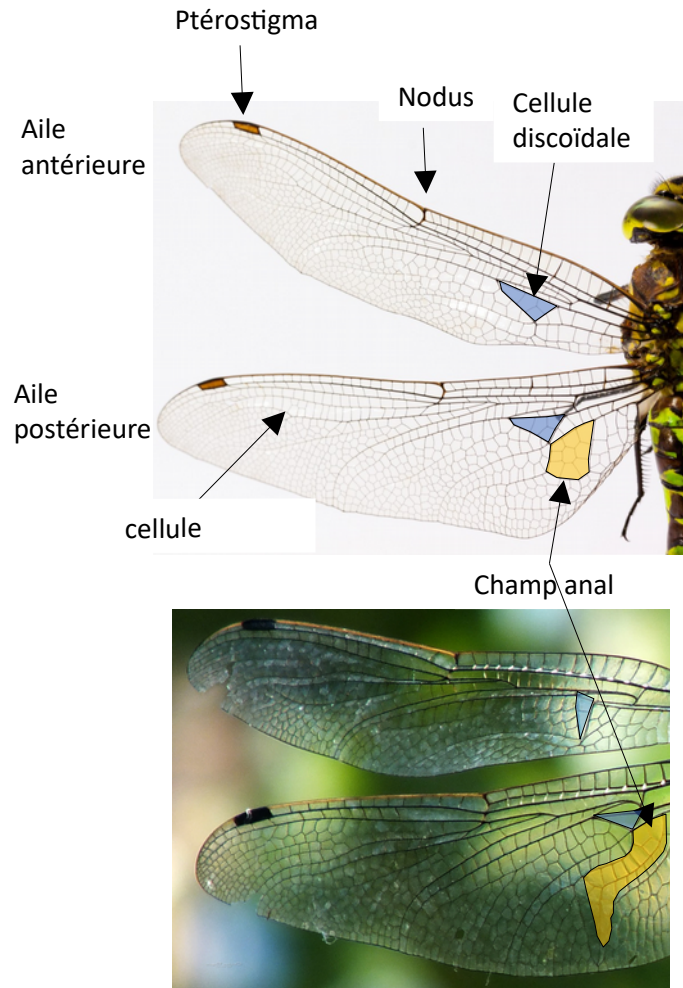 Ptérostigma
Nodus
Cellule
discoïdale
Aile
antérieure
Aile
postérieure
cellule
Champ anal